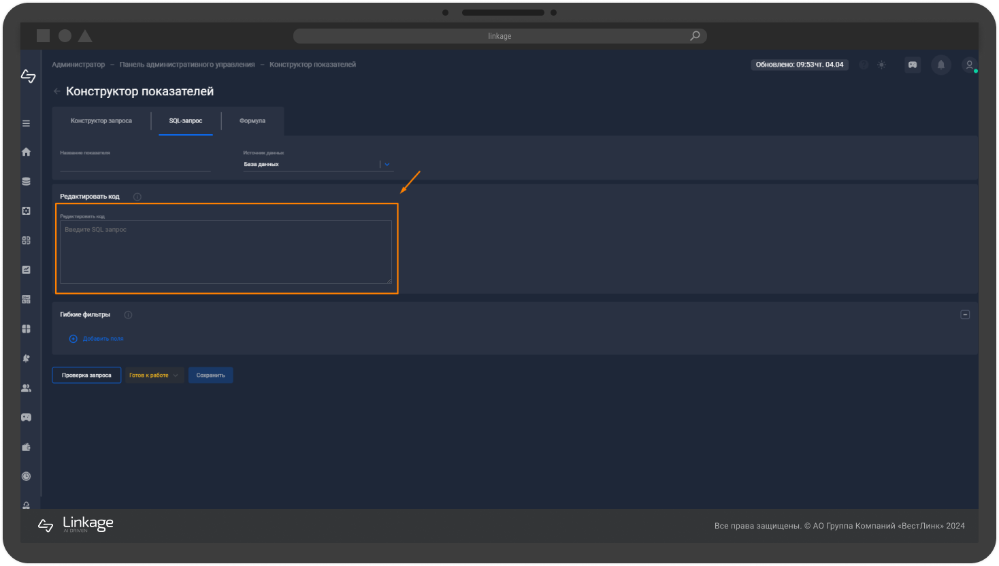 linkage
Администратор – Панель административного управления – Конструктор показателей
Обновлено: 09:53 чт. 04.04
Конструктор показателей
Конструктор запроса
SQL-запрос
Формула
Название показателя
Источник данных
База данных
Редактировать код
Редактировать код
Введите SQL запрос
Гибкие фильтры
Добавить поля
Проверка запроса
Готов к работе
Сохранить
Linkage
AI DRIVEN
Все права защищены. © АО Группа Компаний «ВестЛинк» 2024